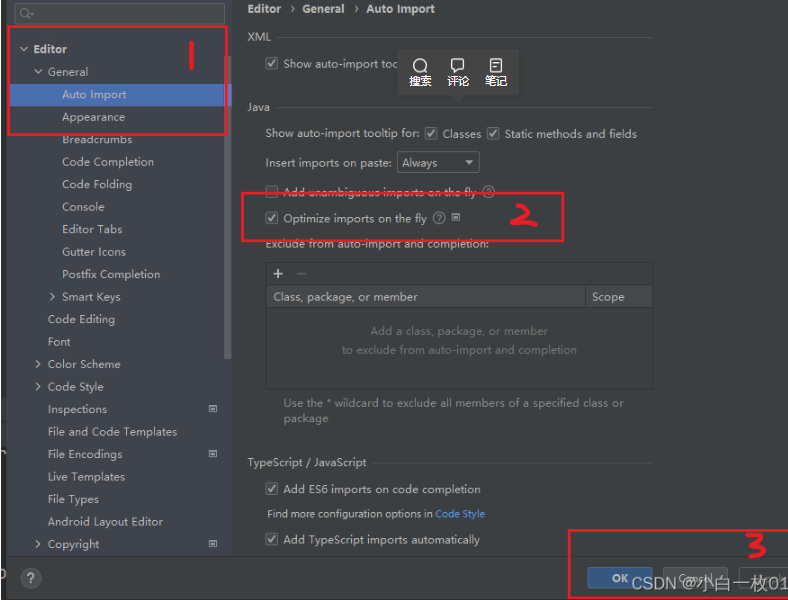 Editor › General › Auto Import
XML
Show auto-import too
搜索 评论 笔记
1
Editor
General
Auto Import
Appearance
Breadcrumbs
Code Completion
Code Folding
Console
Editor Tabs
Gutter Icons
Postfix Completion
Smart Keys
Code Editing
Font
Color Scheme
Code Style
Inspections
File and Code Templates
File Encodings
Live Templates
File Types
Android Layout Editor
Copyright
?
Java
Show auto-import tooltip for: Classes Static methods and fields
Insert imports on paste: Always
Add unambiguous imports on the fly ?
Optimize imports on the fly ? 2
Exclude from auto-import and completion:
+ −
Class, package, or member Scope
Add a class, package, or member
to exclude from auto-import and completion
Use the * wildcard to exclude all members of a specified class or
package
TypeScript / JavaScript
Add ES6 imports on code completion
Find more configuration options in Code Style
Add TypeScript imports automatically
3
OK Cancel
CSDN @小白一枚01